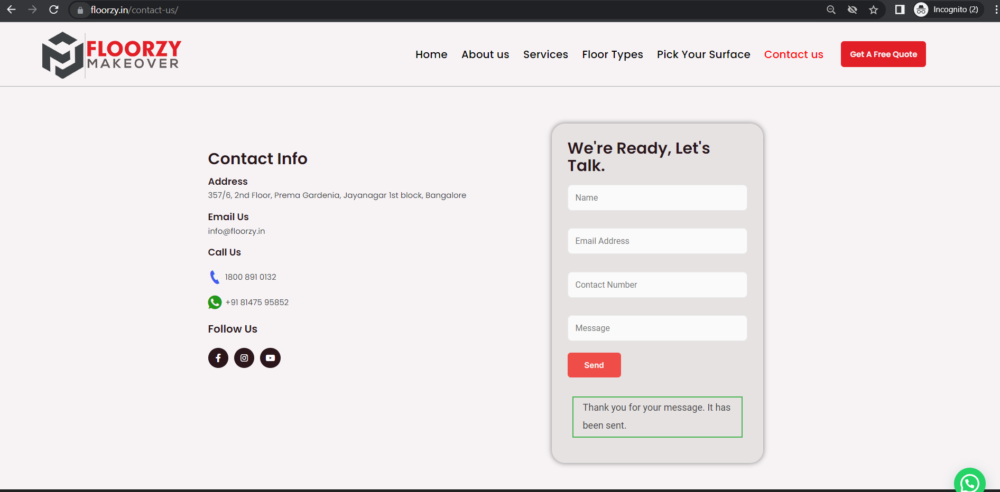 floorzy.in/contact-us/
Incognito (2)
FLOORZY
MAKEOVER
Home About us Services Floor Types Pick Your Surface Contact us Get A Free Quote
Contact Info
Address
357/6, 2nd Floor, Prema Gardenia, Jayanagar 1st block, Bangalore
Email Us
info@floorzy.in
Call Us
1800 891 0132
+91 81475 95852
Follow Us
We're Ready, Let's
Talk.
Name
Email Address
Contact Number
Message
Send
Thank you for your message. It has
been sent.